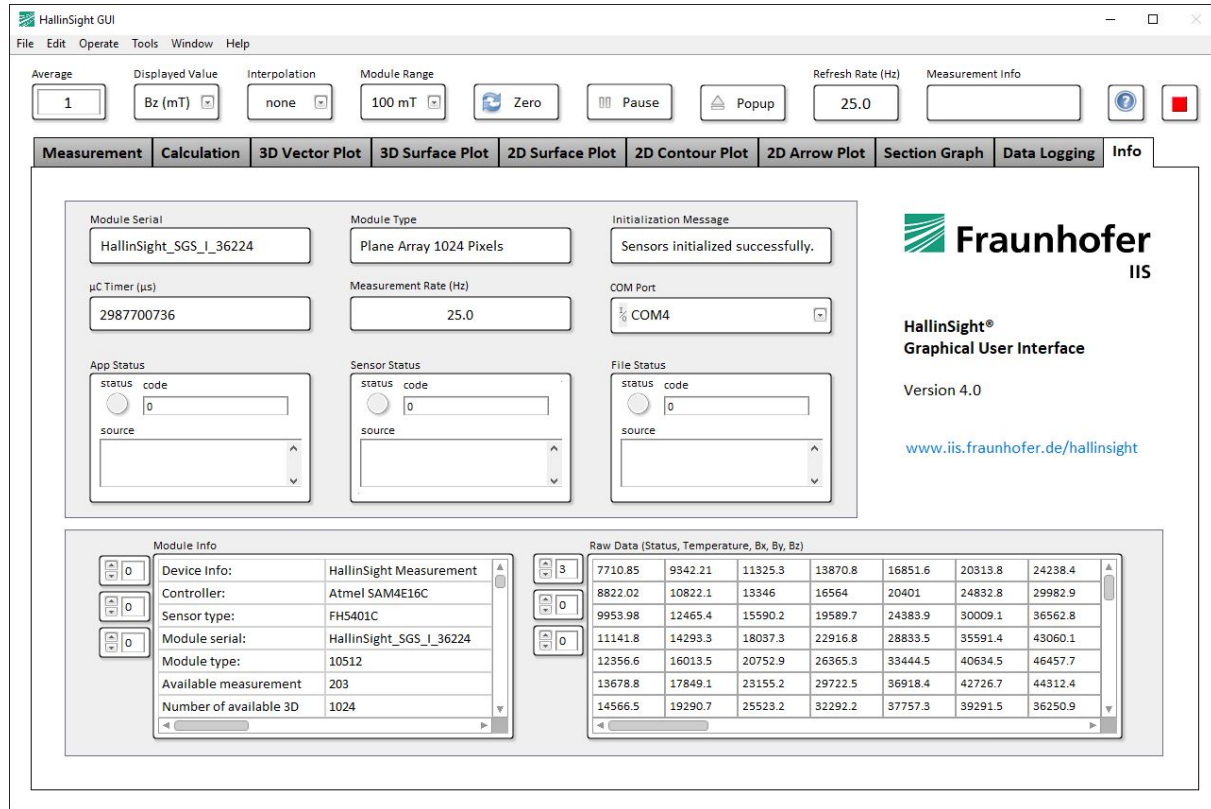 HallinSight GUI
File Edit Operate Tools Window Help
Average Displayed Value Interpolation Module Range Refresh Rate (Hz) Measurement Info
1 Bz (mT) none 100 mT Zero Pause Popup 25.0
Measurement Calculation 3D Vector Plot 3D Surface Plot 2D Surface Plot 2D Contour Plot 2D Arrow Plot Section Graph Data Logging Info
Module Serial Module Type Initialization Message
HallinSight_SGS_I_36224 Plane Array 1024 Pixels Sensors initialized successfully.
µC Timer (µs) Measurement Rate (Hz) COM Port
2987700736 25.0 I/O COM4
App Status Sensor Status File Status
status code status code status code
0 0 0
source source source
Fraunhofer
IIS
HallinSight®
Graphical User Interface
Version 4.0
www.iis.fraunhofer.de/hallinsight
Module Info Raw Data (Status, Temperature, Bx, By, Bz)
0 3
0 0
0 0
Device Info: HallinSight Measurement
Controller: Atmel SAM4E16C
Sensor type: FH5401C
Module serial: HallinSight_SGS_I_36224
Module type: 10512
Available measurement 203
Number of available 3D 1024
7710.85 9342.21 11325.3 13870.8 16851.6 20313.8 24238.4
8822.02 10822.1 13346 16564 20401 24832.8 29982.9
9953.98 12465.4 15590.2 19589.7 24383.9 30009.1 36562.8
11141.8 14293.3 18037.3 22916.8 28833.5 35591.4 43060.1
12356.6 16013.5 20752.9 26365.3 33444.5 40634.5 46457.7
13678.8 17849.1 23155.2 29722.5 36918.4 42726.7 44312.4
14566.5 19290.7 25523.2 32292.2 37757.3 39291.5 36250.9